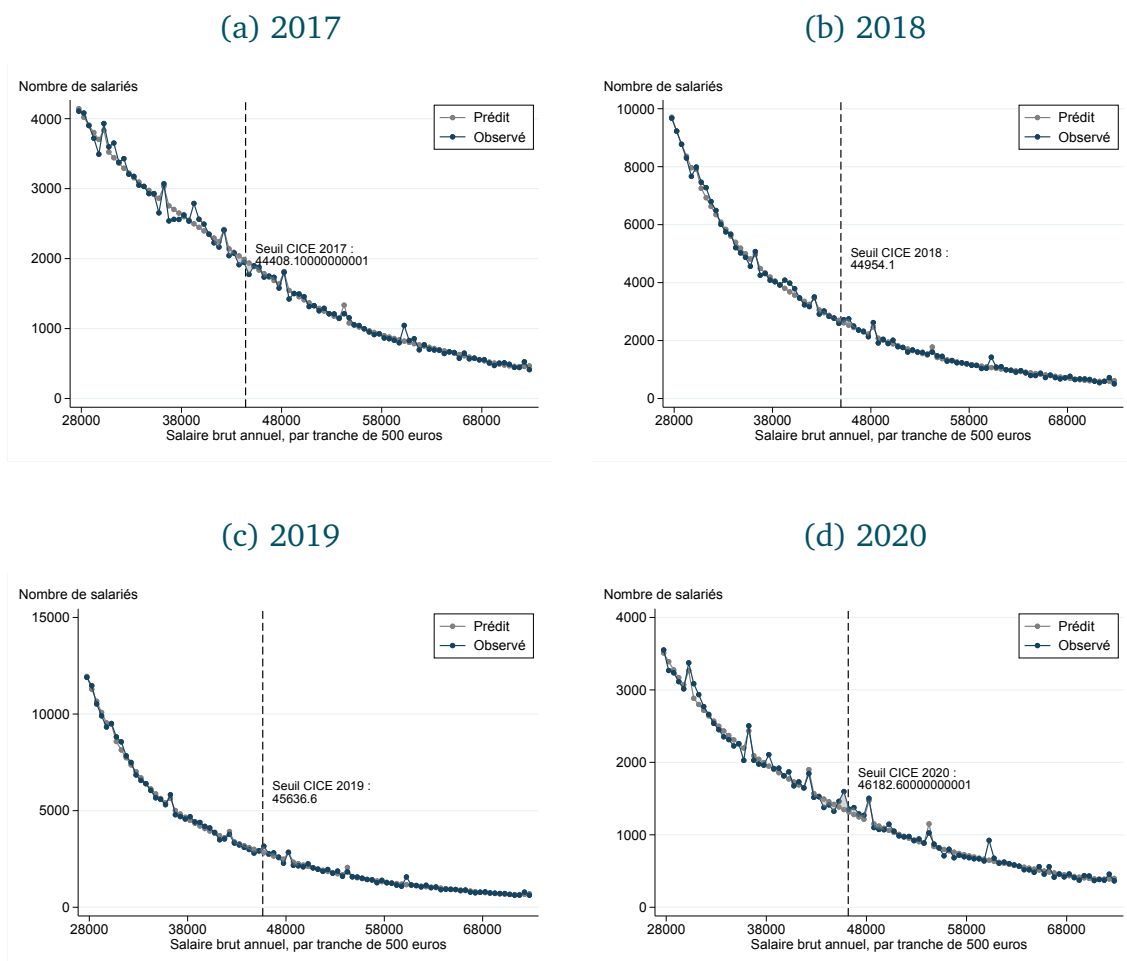 (a) 2017
Nombre de salariés
Prédit
Observé
4000
3000
2000
1000
0
Seuil CICE 2017 :
44408.10000000001
28000 38000 48000 58000 68000
Salaire brut annuel, par tranche de 500 euros
(b) 2018
Nombre de salariés
Prédit
Observé
10000
8000
6000
4000
2000
0
Seuil CICE 2018 :
44954.1
28000 38000 48000 58000 68000
Salaire brut annuel, par tranche de 500 euros
(c) 2019
Nombre de salariés
Prédit
Observé
15000
10000
5000
0
Seuil CICE 2019 :
45636.6
28000 38000 48000 58000 68000
Salaire brut annuel, par tranche de 500 euros
(d) 2020
Nombre de salariés
Prédit
Observé
4000
3000
2000
1000
0
Seuil CICE 2020 :
46182.60000000001
28000 38000 48000 58000 68000
Salaire brut annuel, par tranche de 500 euros